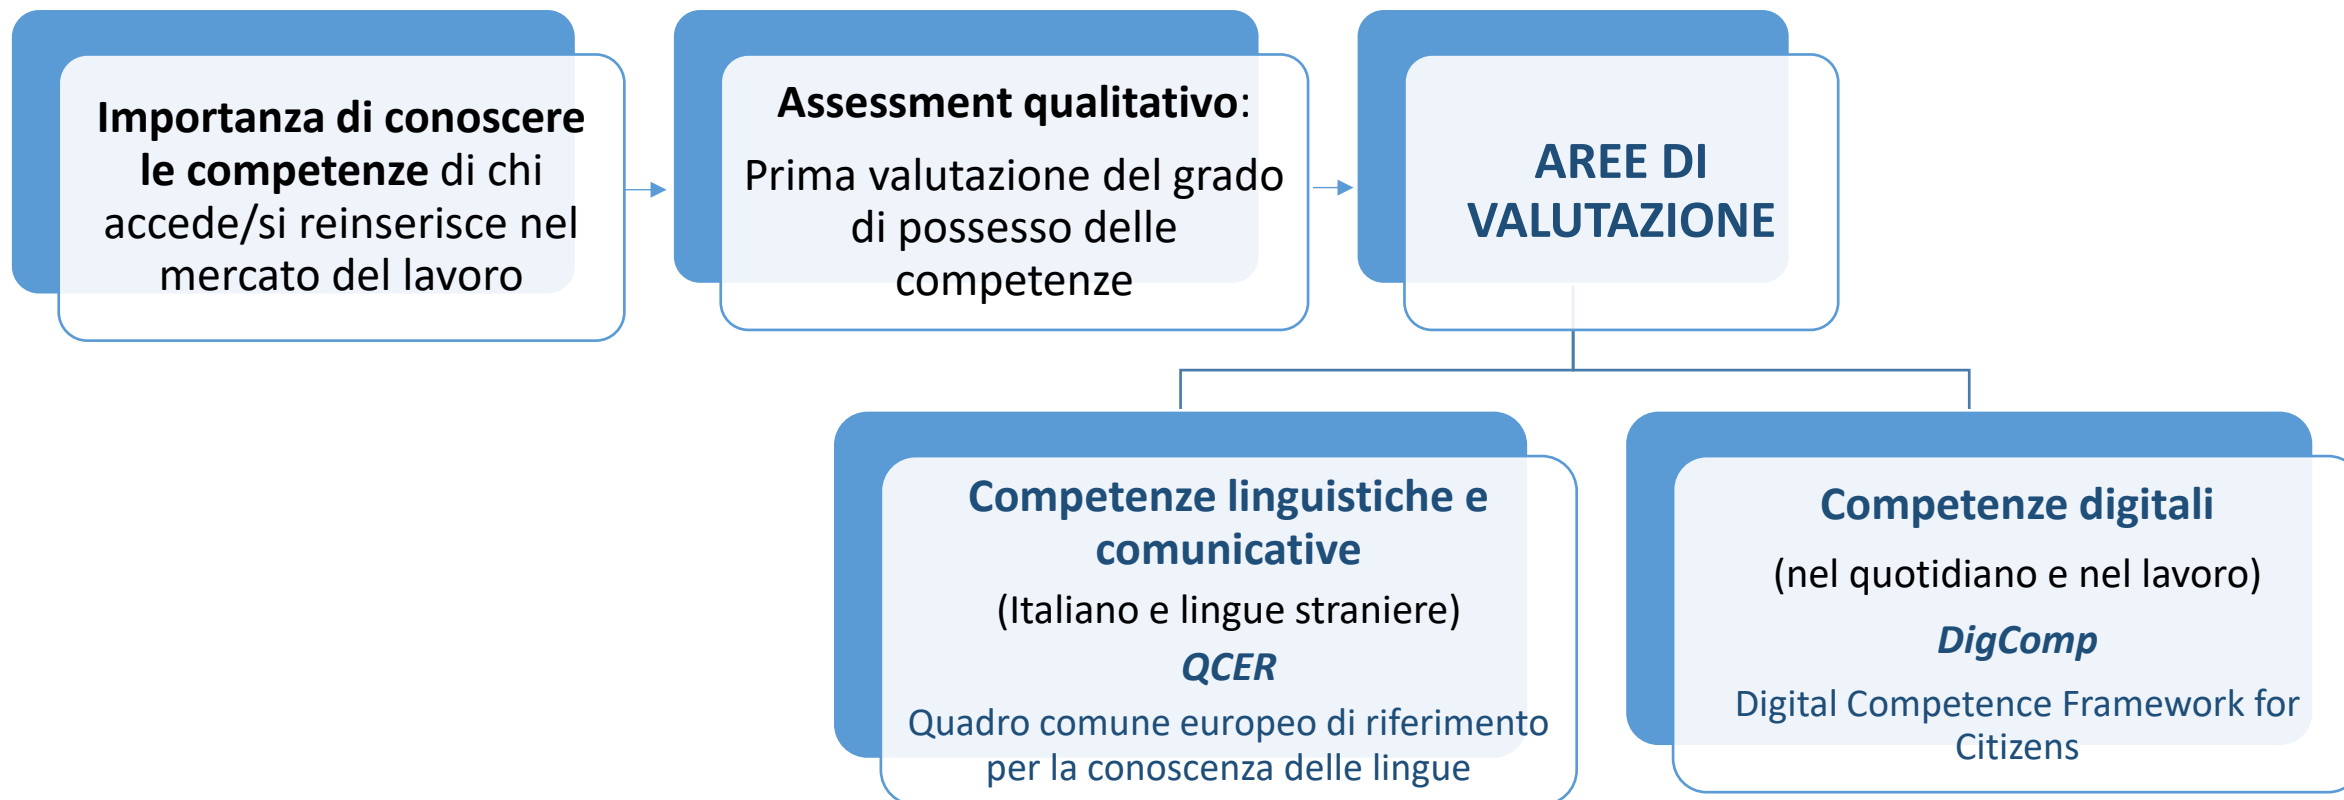 Importanza di conoscere
le competenze di chi
accede/si reinserisce nel
mercato del lavoro
Assessment qualitativo:
Prima valutazione del grado
di possesso delle
competenze
AREE DI
VALUTAZIONE
Competenze linguistiche e
comunicative
(Italiano e lingue straniere)
QCER
Quadro comune europeo di riferimento
per la conoscenza delle lingue
Competenze digitali
(nel quotidiano e nel lavoro)
DigComp
Digital Competence Framework for
Citizens